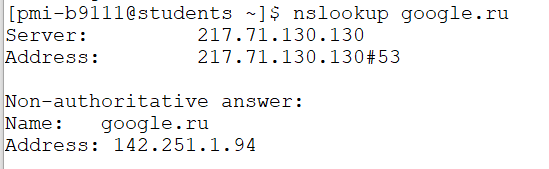 [pmi-b9111@students ~]$ nslookup google.ru
Server:         217.71.130.130
Address:        217.71.130.130#53

Non-authoritative answer:
Name:   google.ru
Address: 142.251.1.94